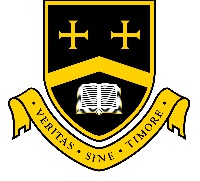 · VERITAS · SINE · TIMORE ·